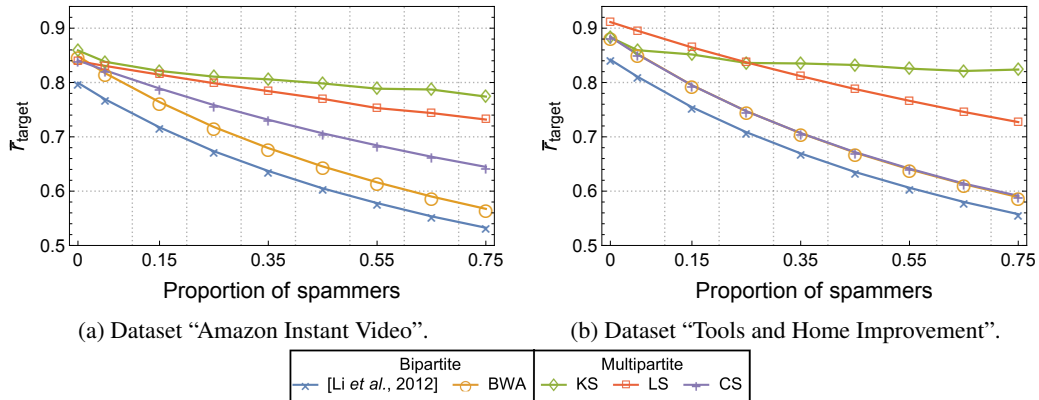 0.9
0.8
0.7
0.6
0.5
r̅target
0 0.15 0.35 0.55 0.75
Proportion of spammers
(a) Dataset “Amazon Instant Video”.
0.9
0.8
0.7
0.6
0.5
r̅target
0 0.15 0.35 0.55 0.75
Proportion of spammers
(b) Dataset “Tools and Home Improvement”.
Bipartite Multipartite
[Li et al., 2012] BWA KS LS CS